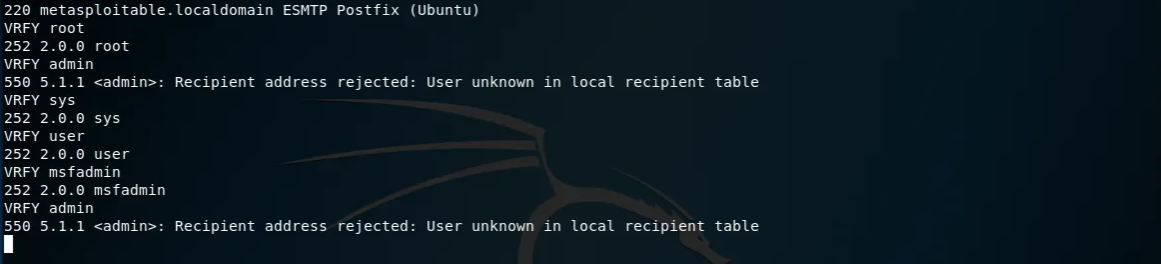 220 metasploitable.localdomain ESMTP Postfix (Ubuntu)
VRFY root
252 2.0.0 root
VRFY admin
550 5.1.1 <admin>: Recipient address rejected: User unknown in local recipient table
VRFY sys
252 2.0.0 sys
VRFY user
252 2.0.0 user
VRFY msfadmin
252 2.0.0 msfadmin
VRFY admin
550 5.1.1 <admin>: Recipient address rejected: User unknown in local recipient table